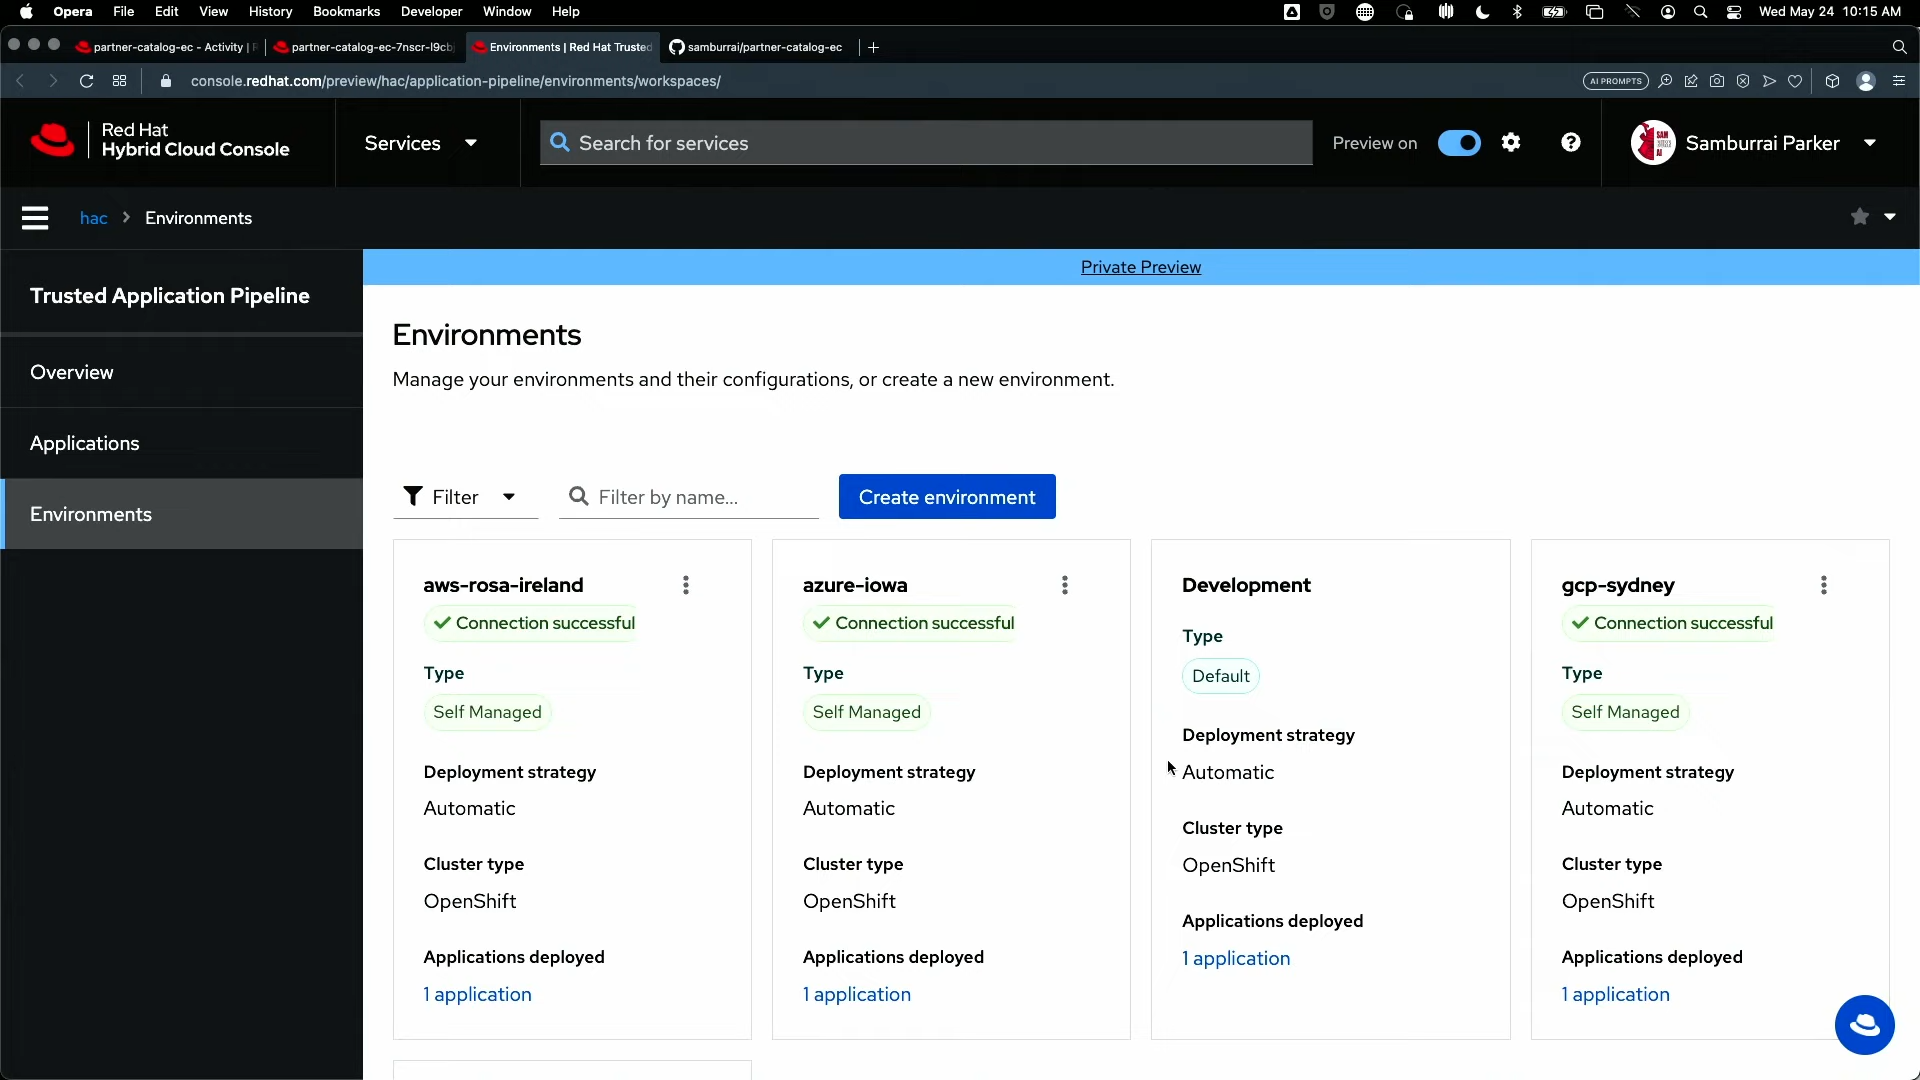 Opera File Edit View History Bookmarks Developer Window Help Wed May 24 10:15 AM
partner-catalog-ec - Activity |
partner-catalog-ec-7nscr-l9cb
Environments | Red Hat Trusted
samburrai/partner-catalog-ec
console.redhat.com/preview/hac/application-pipeline/environments/workspaces/
AI PROMPTS
Red Hat
Hybrid Cloud Console
Services
Search for services
Preview on
Samburrai Parker
hac > Environments
Private Preview
Trusted Application Pipeline
Overview
Applications
Environments
Environments
Manage your environments and their configurations, or create a new environment.
Filter
Filter by name...
Create environment
aws-rosa-ireland
Connection successful
Type
Self Managed
Deployment strategy
Automatic
Cluster type
OpenShift
Applications deployed
1 application
azure-iowa
Connection successful
Type
Self Managed
Deployment strategy
Automatic
Cluster type
OpenShift
Applications deployed
1 application
Development
Type
Default
Deployment strategy
Automatic
Cluster type
OpenShift
Applications deployed
1 application
gcp-sydney
Connection successful
Type
Self Managed
Deployment strategy
Automatic
Cluster type
OpenShift
Applications deployed
1 application